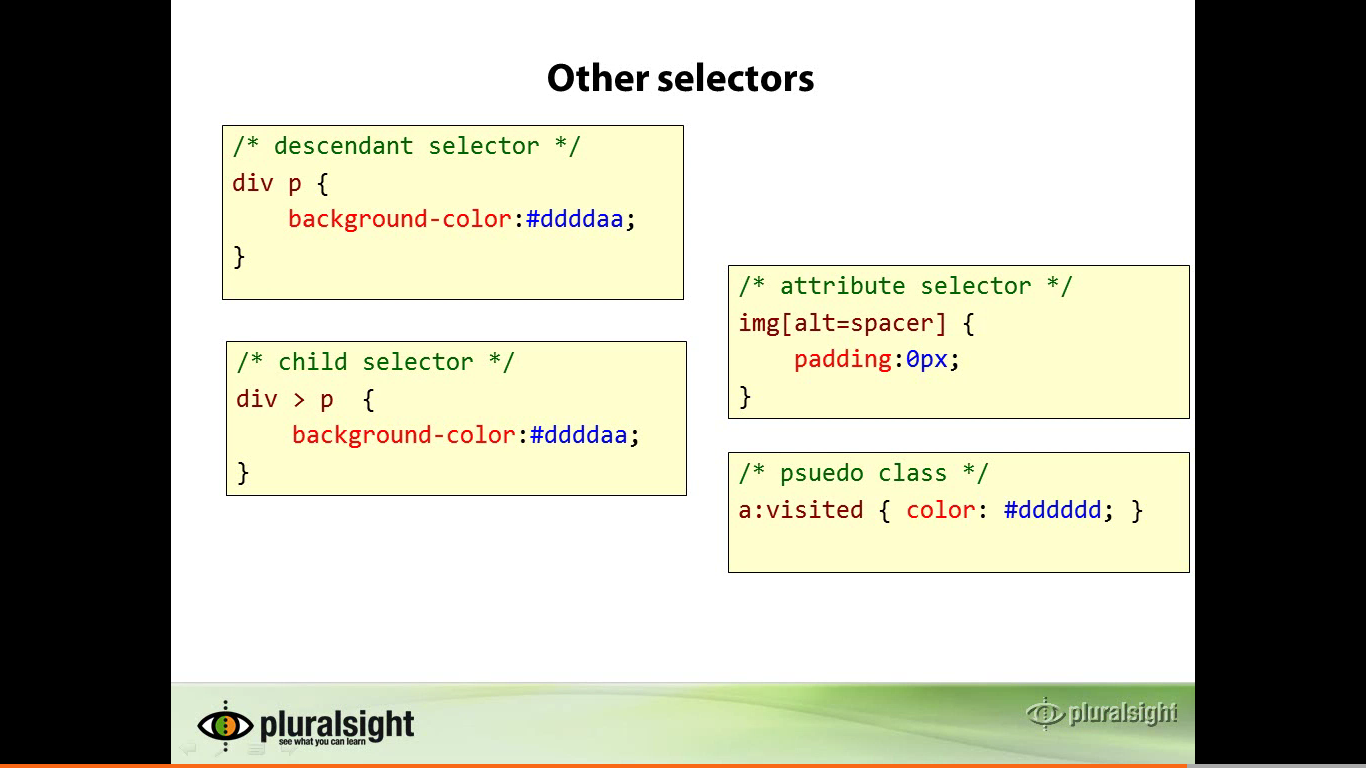 Other selectors
/* descendant selector */
div p {
    background-color:#ddddaa;
}
/* child selector */
div > p  {
    background-color:#ddddaa;
}
/* attribute selector */
img[alt=spacer] {
    padding:0px;
}
/* psuedo class */
a:visited { color: #dddddd; }
pluralsight
see what you can learn
pluralsight